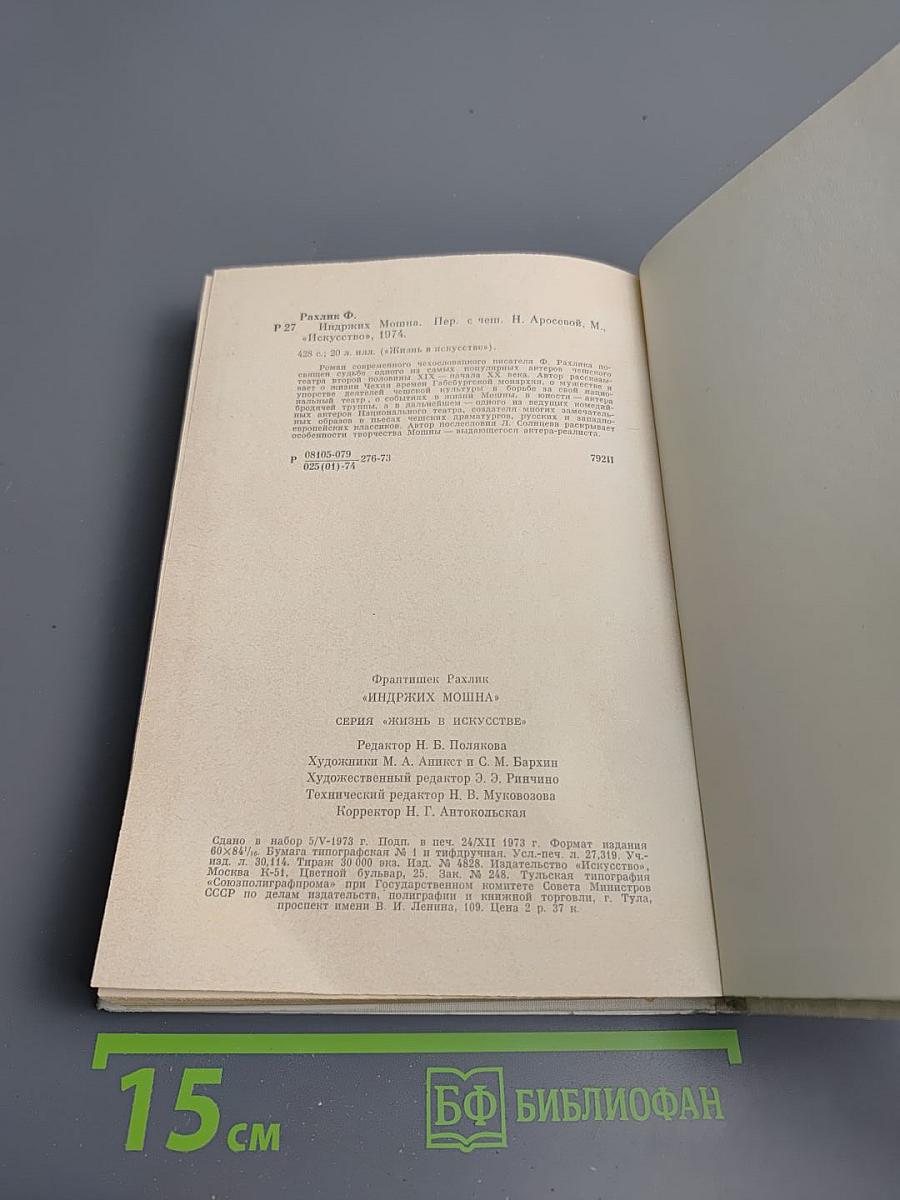 Рахлик Ф.
Р 27 Индржих Мошна. Пер. с чеш. Н. Аросевой, М.,
«Искусство», 1974.
428 с.; 20 л. илл. («Жизнь в искусстве»).
Роман современного чехословацкого писателя Ф. Рахлика по-
священ судьбе одного из самых популярных актеров чешского
театра второй половины XIX — начала XX века. Автор рассказы-
вает о жизни Чехии времен Габсбургской монархии, о мужестве и
упорстве деятелей чешской культуры в борьбе за свой нацио-
нальный театр, о событиях в жизни Мошны, в юности — актера
бродячей труппы, а в дальнейшем — одного из ведущих комедий-
ных актеров Национального театра, создателя многих замечатель-
ных образов в пьесах чешских драматургов, русских и западно-
европейских классиков. Автор послесловия Л. Солнцева раскрывает
особенности творчества Мошны — выдающегося актера-реалиста.
Р 08105-079 276-73 792И
025(01)-74
Франтишек Рахлик
«ИНДРЖИХ МОШНА»
СЕРИЯ «ЖИЗНЬ В ИСКУССТВЕ»
Редактор Н. Б. Полякова
Художники М. А. Аникст и С. М. Бархин
Художественный редактор Э. Э. Ринчино
Технический редактор Н. В. Муковозова
Корректор Н. Г. Антокольская
Сдано в набор 5/V-1973 г. Подп. в печ. 24/XII 1973 г. Формат издания
60×84¹/₁₆. Бумага типографская № 1 и тифдручная. Усл.-печ. л. 27,319. Уч.-
изд. л. 30,114. Тираж 30 000 экз. Изд. № 4828. Издательство «Искусство»,
Москва К-51, Цветной бульвар, 25. Зак. № 248. Тульская типография
«Союзполиграфпрома» при Государственном комитете Совета Министров
СССР по делам издательств, полиграфии и книжной торговли, г. Тула,
проспект имени В. И. Ленина, 109. Цена 2 р. 37 к.
15 см
БФ БИБЛИОФАН